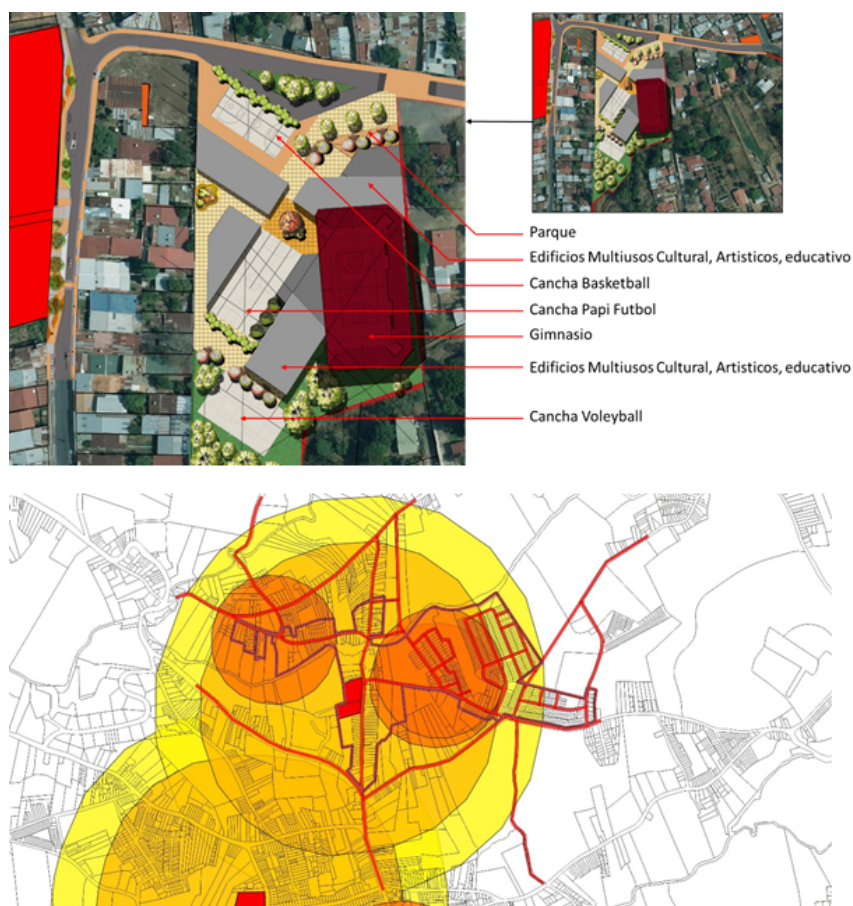 Parque
Edificios Multiusos Cultural, Artisticos, educativo
Cancha Basketball
Cancha Papi Futbol
Gimnasio
Edificios Multiusos Cultural, Artisticos, educativo
Cancha Voleyball